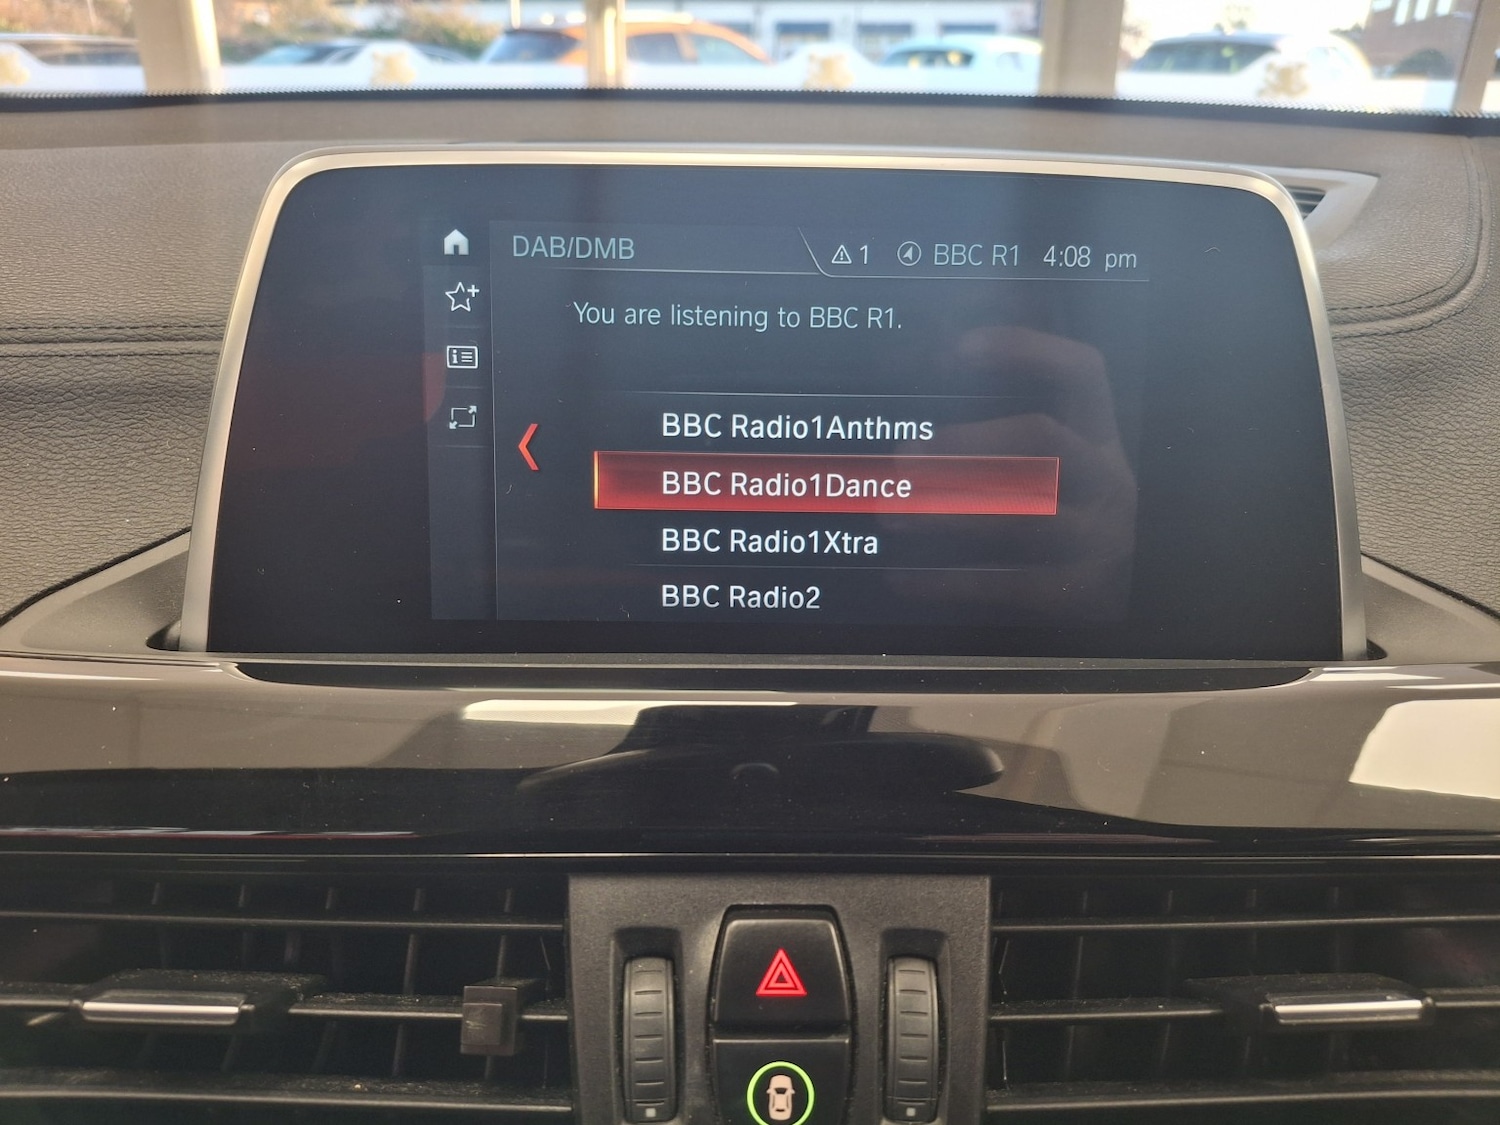 DAB/DMB
1 BBC R1 4:08 pm
You are listening to BBC R1.
BBC Radio1Anthms
BBC Radio1Dance
BBC Radio1Xtra
BBC Radio2